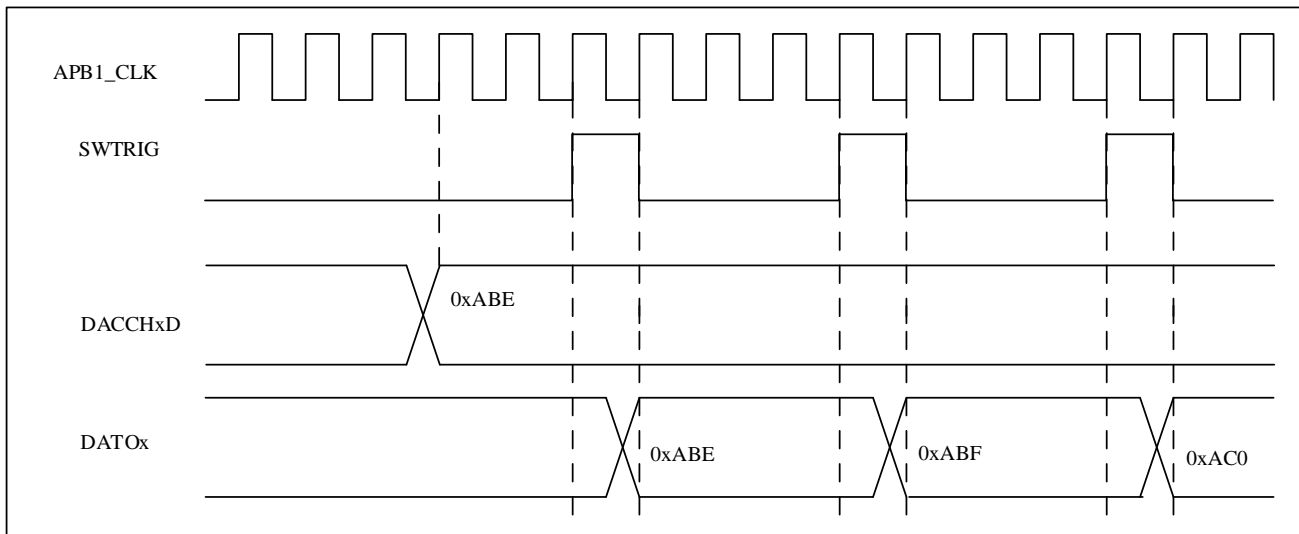 APB1_CLK
SWTRIG
DACCHxD
0xABE
DATOx
0xABE
0xABF
0xAC0